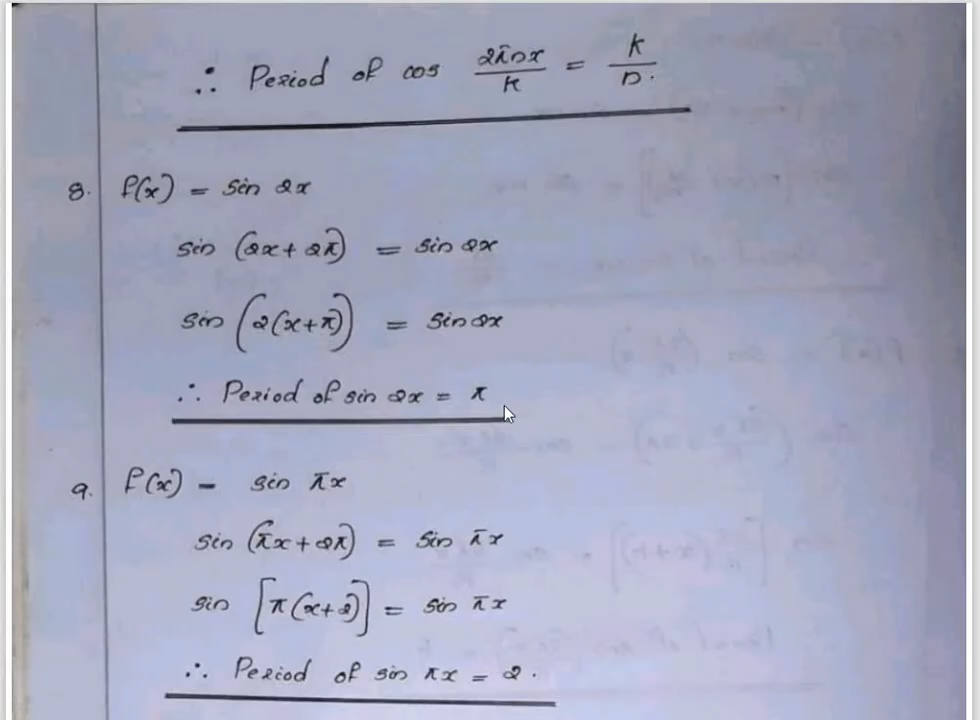 ∴ Period of cos 2πnx/k = k/n.
8. f(x) = sin 2x
sin (2x + 2π) = sin 2x
sin (2(x+π)) = sin 2x
∴ Period of sin 2x = π
9. f(x) - sin πx
sin (πx + 2π) = sin πx
sin [π(x+2)] = sin πx
∴ Period of sin πx = 2.